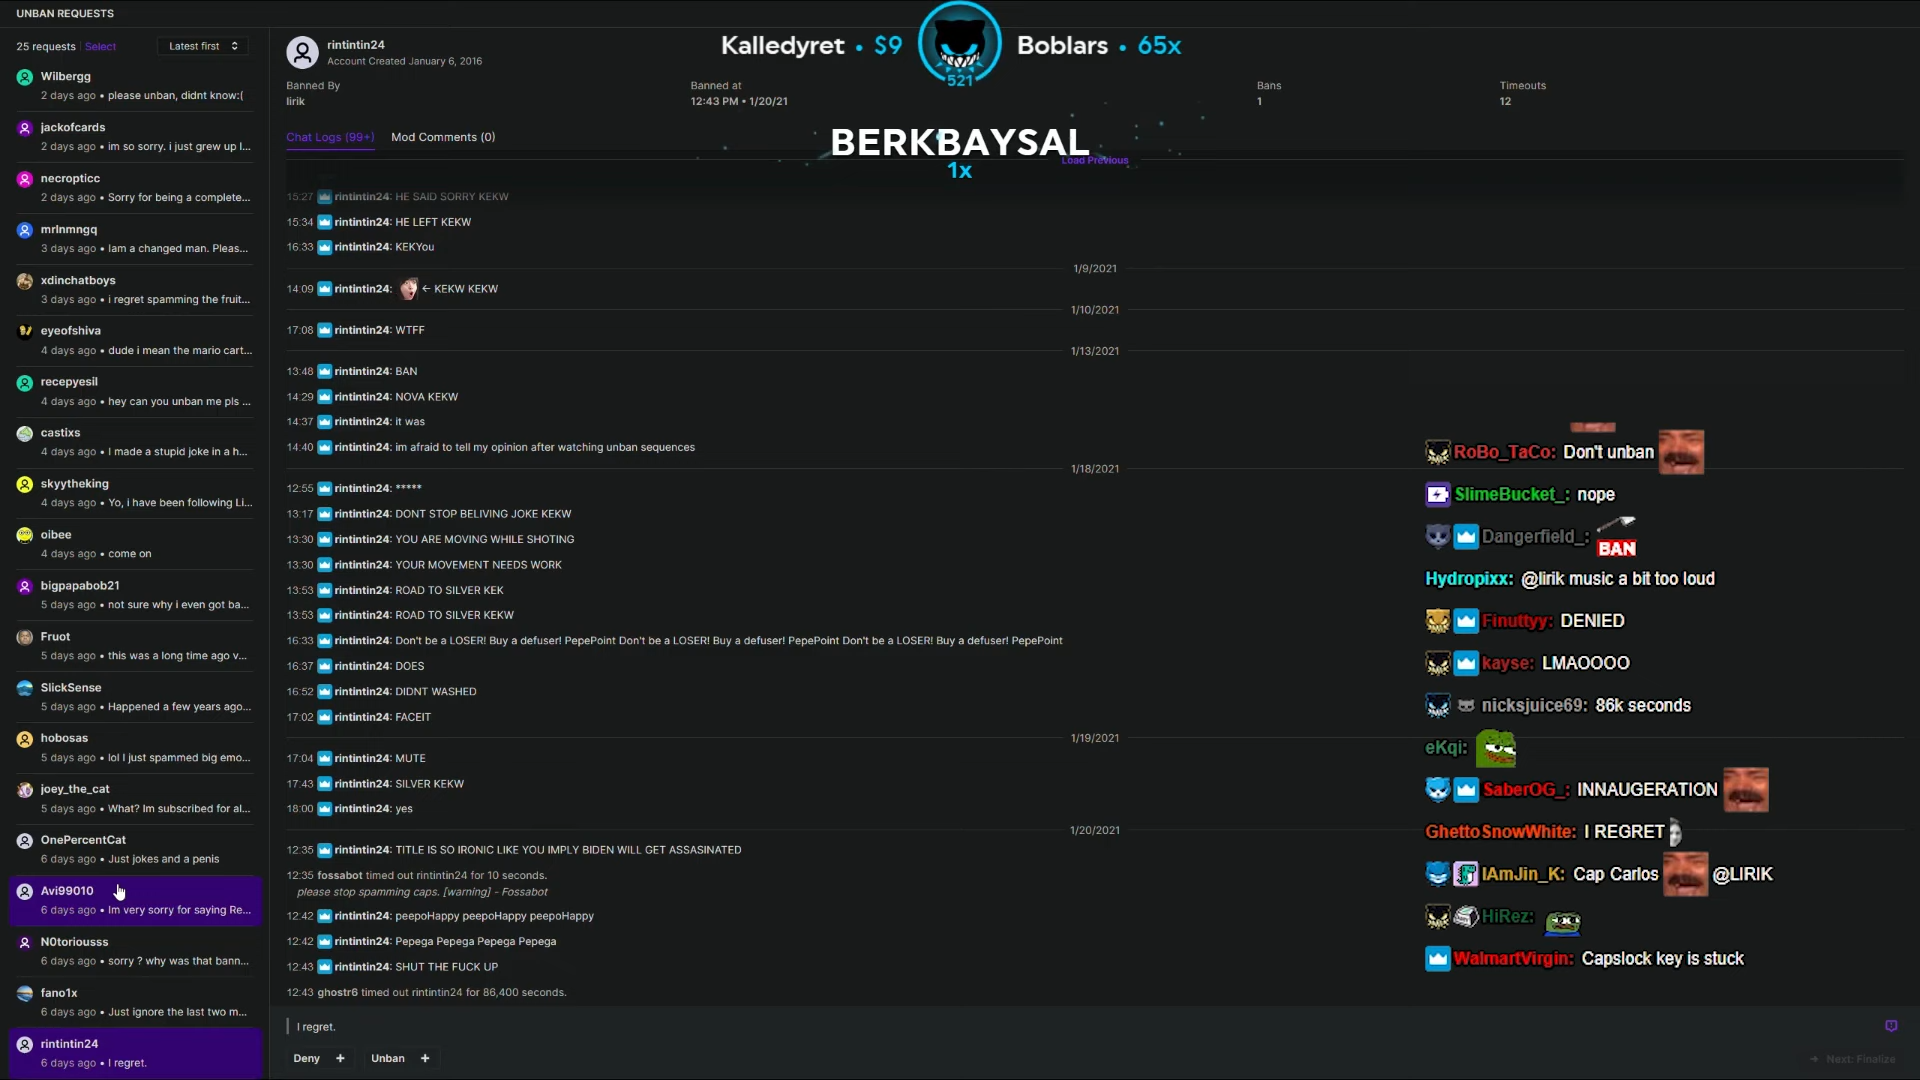 UNBAN REQUESTS
25 requests Select Latest first
Wilbergg
2 days ago • please unban, didnt know:(
jackofcards
2 days ago • im so sorry. i just grew up l...
necropticc
2 days ago • Sorry for being a complete...
mrlnmngq
3 days ago • Iam a changed man. Pleas...
xdinchatboys
3 days ago • i regret spamming the fruit...
eyeofshiva
4 days ago • dude i mean the mario cart...
recepyesil
4 days ago • hey can you unban me pls ...
castixs
4 days ago • I made a stupid joke in a h...
skyytheking
4 days ago • Yo, i have been following Li...
oibee
4 days ago • come on
bigpapabob21
5 days ago • not sure why i even got ba...
Fruot
5 days ago • this was a long time ago v...
SlickSense
5 days ago • Happened a few years ago...
hobosas
5 days ago • lol I just spammed big emo...
joey_the_cat
5 days ago • What? Im subscribed for al...
OnePercentCat
6 days ago • Just jokes and a penis
Avi99010
6 days ago • Im very sorry for saying Re...
N0toriousss
6 days ago • sorry ? why was that bann...
fano1x
6 days ago • Just ignore the last two m...
rintintin24
6 days ago • I regret.
rintintin24
Account Created January 6, 2016
Kalledyret • $9
521
Boblars • 65x
Banned By
lirik
Banned at
12:43 PM • 1/20/21
Bans
1
Timeouts
12
Chat Logs (99+) Mod Comments (0)
BERKBAYSAL
1x
Load Previous
15:27 rintintin24: HE SAID SORRY KEKW
15:34 rintintin24: HE LEFT KEKW
16:33 rintintin24: KEKYou
1/9/2021
14:09 rintintin24: ← KEKW KEKW
1/10/2021
17:08 rintintin24: WTFF
1/13/2021
13:48 rintintin24: BAN
14:29 rintintin24: NOVA KEKW
14:37 rintintin24: it was
14:40 rintintin24: im afraid to tell my opinion after watching unban sequences
1/18/2021
12:55 rintintin24: *****
13:17 rintintin24: DONT STOP BELIVING JOKE KEKW
13:30 rintintin24: YOU ARE MOVING WHILE SHOTING
13:30 rintintin24: YOUR MOVEMENT NEEDS WORK
13:53 rintintin24: ROAD TO SILVER KEK
13:53 rintintin24: ROAD TO SILVER KEKW
16:33 rintintin24: Don't be a LOSER! Buy a defuser! PepePoint Don't be a LOSER! Buy a defuser! PepePoint Don't be a LOSER! Buy a defuser! PepePoint
16:37 rintintin24: DOES
16:52 rintintin24: DIDNT WASHED
17:02 rintintin24: FACEIT
1/19/2021
17:04 rintintin24: MUTE
17:43 rintintin24: SILVER KEKW
18:00 rintintin24: yes
1/20/2021
12:35 rintintin24: TITLE IS SO IRONIC LIKE YOU IMPLY BIDEN WILL GET ASSASINATED
12:35 fossabot timed out rintintin24 for 10 seconds.
please stop spamming caps. [warning] - Fossabot
12:42 rintintin24: peepoHappy peepoHappy peepoHappy
12:42 rintintin24: Pepega Pepega Pepega Pepega
12:43 rintintin24: SHUT THE FUCK UP
12:43 ghostr6 timed out rintintin24 for 86,400 seconds.
I regret.
Deny + Unban +
→ Next: Finalize
RoBo_TaCo: Don't unban
SlimeBucket_: nope
Dangerfield_: BAN
Hydropixx: @lirik music a bit too loud
Finuttyy: DENIED
kayse: LMAOOOO
nicksjuice69: 86k seconds
eKqi:
SaberOG_: INNAUGERATION
GhettoSnowWhite: I REGRET
IAmJin_K: Cap Carlos @LIRIK
HiRez:
WalmartVirgin: Capslock key is stuck